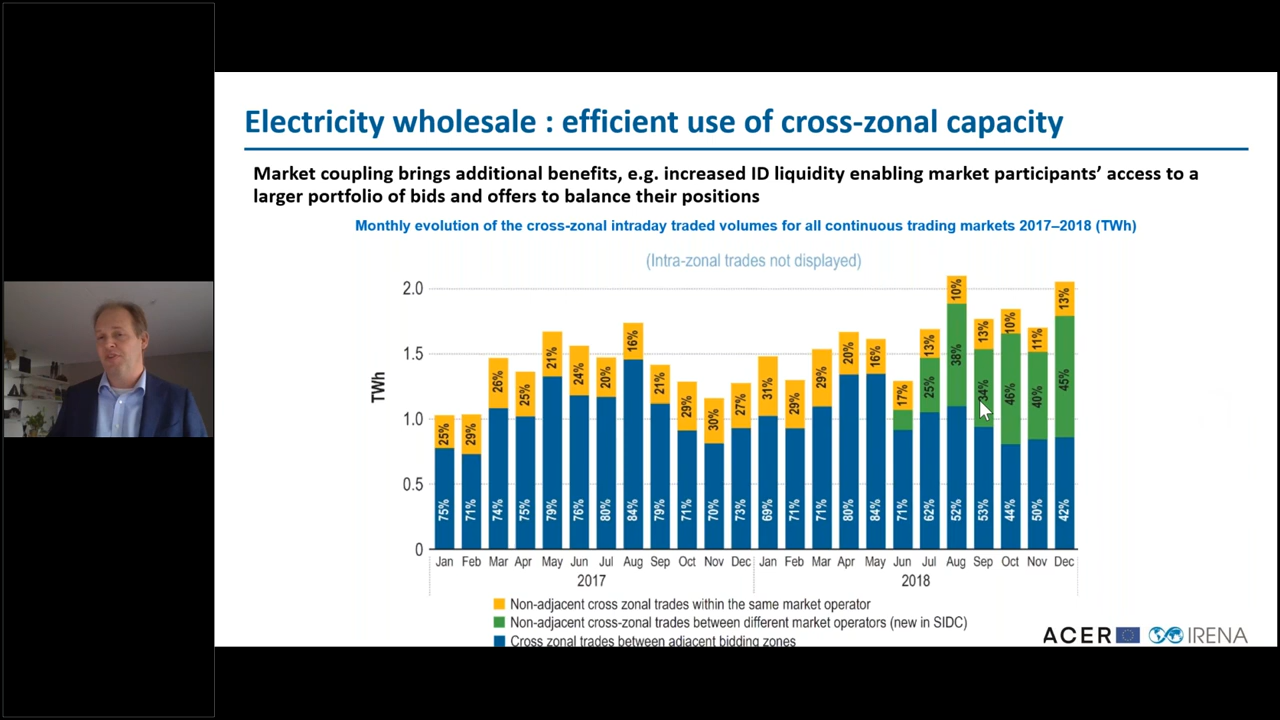 Electricity wholesale : efficient use of cross-zonal capacity
Market coupling brings additional benefits, e.g. increased ID liquidity enabling market participants' access to a
larger portfolio of bids and offers to balance their positions
Monthly evolution of the cross-zonal intraday traded volumes for all continuous trading markets 2017–2018 (TWh)
(Intra-zonal trades not displayed)
TWh
2.0
1.5
1.0
0.5
0
25% 29% 26% 25% 21% 24% 20% 16% 21% 29% 30% 27% 31% 29% 29% 20% 16% 17% 13% 10% 13% 10% 11% 13%
25% 38% 34% 46% 40% 45%
75% 71% 74% 75% 79% 76% 80% 84% 79% 71% 70% 73% 69% 71% 71% 80% 84% 71% 62% 52% 53% 44% 50% 42%
Jan Feb Mar Apr May Jun Jul Aug Sep Oct Nov Dec Jan Feb Mar Apr May Jun Jul Aug Sep Oct Nov Dec
2017 2018
Non-adjacent cross zonal trades within the same market operator
Non-adjacent cross-zonal trades between different market operators (new in SIDC)
Cross zonal trades between adjacent bidding zones
ACER IRENA